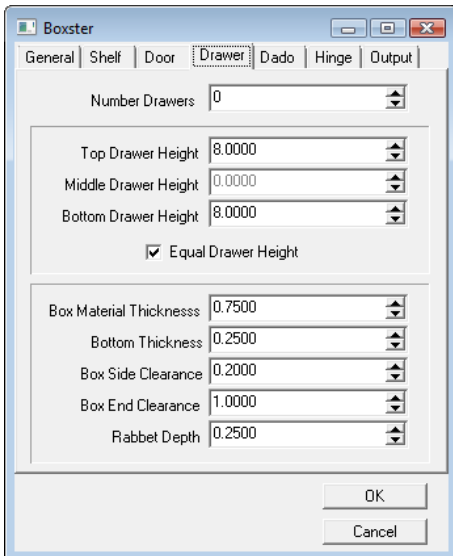 Boxster
General Shelf Door Drawer Dado Hinge Output
Number Drawers 0
Top Drawer Height 8.0000
Middle Drawer Height 0.0000
Bottom Drawer Height 8.0000
Equal Drawer Height
Box Material Thicknesss 0.7500
Bottom Thickness 0.2500
Box Side Clearance 0.2000
Box End Clearance 1.0000
Rabbet Depth 0.2500
OK
Cancel